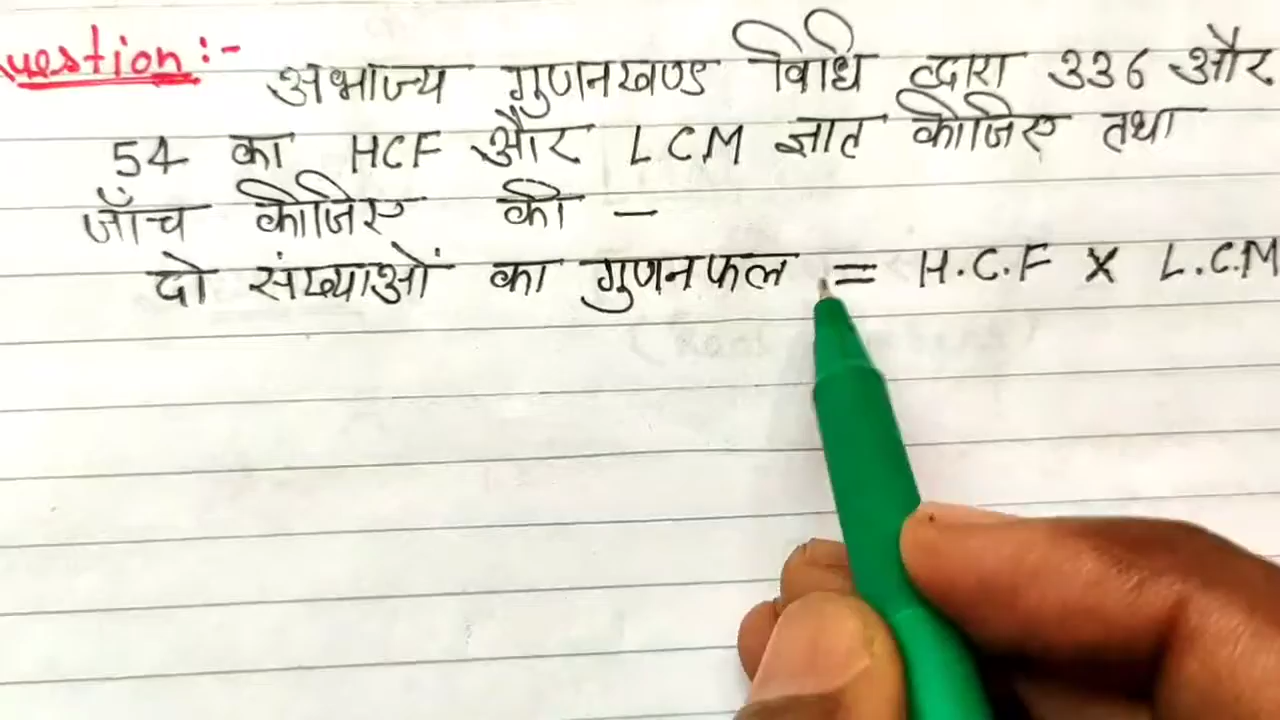 uestion :-
अभाज्य गुणनखण्ड विधि द्वारा 336 और
54 का HCF और LCM ज्ञात कीजिए तथा
जाँच कीजिए की -
दो संख्याओं का गुणनफल = H.C.F × L.C.M